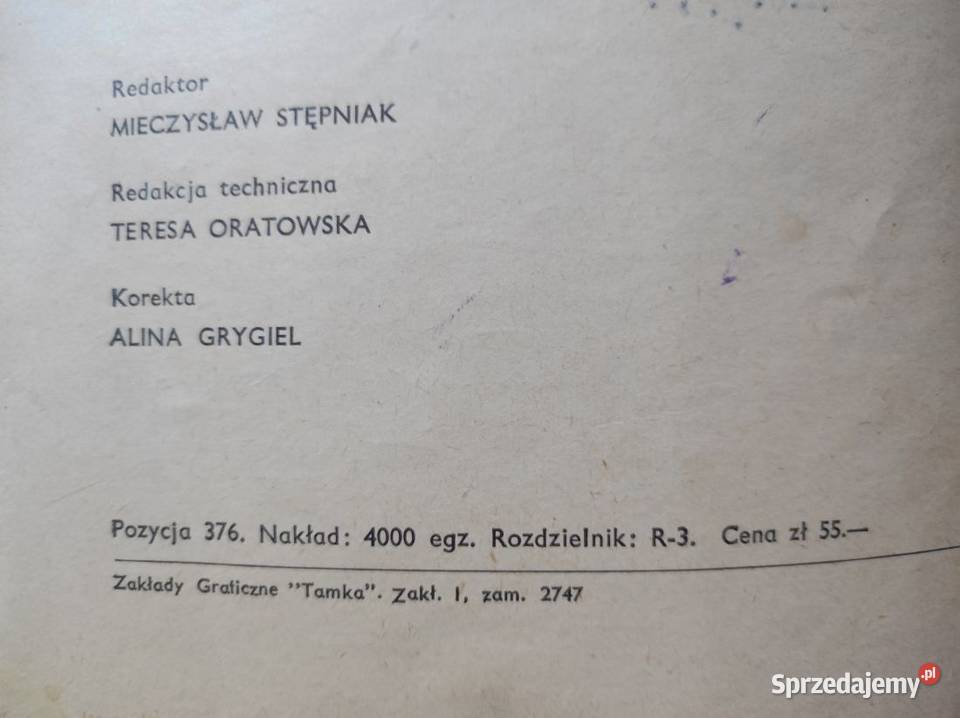 Redaktor
MIECZYSŁAW STĘPNIAK
Redakcja techniczna
TERESA ORATOWSKA
Korekta
ALINA GRYGIEL
Pozycja 376. Nakład: 4000 egz. Rozdzielnik: R-3. Cena zł 55.—
Zakłady Graficzne ”Tamka”. Zakł. 1, zam. 2747
Sprzedajemy.pl